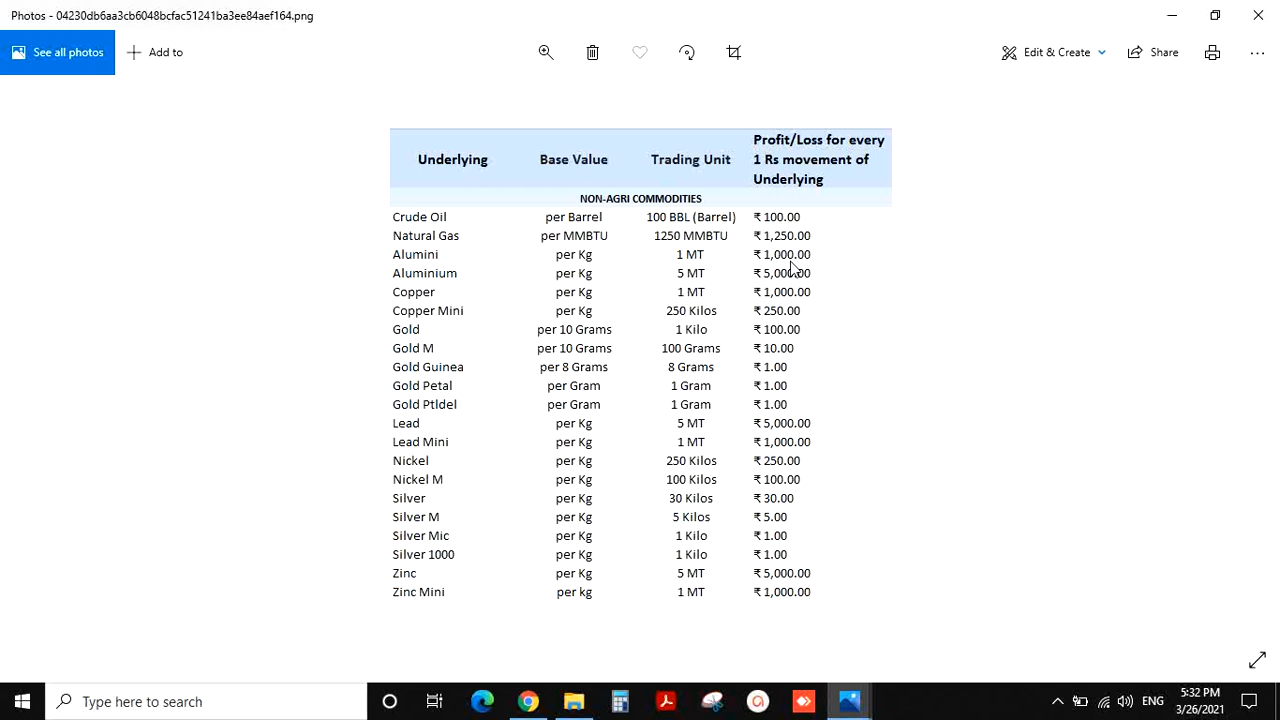 Photos - 04230db6aa3cb6048bcfac51241ba3ee84aef164.png
See all photos Add to Edit & Create Share
Underlying Base Value Trading Unit Profit/Loss for every
1 Rs movement of
Underlying
NON-AGRI COMMODITIES
Crude Oil per Barrel 100 BBL (Barrel) ₹ 100.00
Natural Gas per MMBTU 1250 MMBTU ₹ 1,250.00
Alumini per Kg 1 MT ₹ 1,000.00
Aluminium per Kg 5 MT ₹ 5,000.00
Copper per Kg 1 MT ₹ 1,000.00
Copper Mini per Kg 250 Kilos ₹ 250.00
Gold per 10 Grams 1 Kilo ₹ 100.00
Gold M per 10 Grams 100 Grams ₹ 10.00
Gold Guinea per 8 Grams 8 Grams ₹ 1.00
Gold Petal per Gram 1 Gram ₹ 1.00
Gold Ptldel per Gram 1 Gram ₹ 1.00
Lead per Kg 5 MT ₹ 5,000.00
Lead Mini per Kg 1 MT ₹ 1,000.00
Nickel per Kg 250 Kilos ₹ 250.00
Nickel M per Kg 100 Kilos ₹ 100.00
Silver per Kg 30 Kilos ₹ 30.00
Silver M per Kg 5 Kilos ₹ 5.00
Silver Mic per Kg 1 Kilo ₹ 1.00
Silver 1000 per Kg 1 Kilo ₹ 1.00
Zinc per Kg 5 MT ₹ 5,000.00
Zinc Mini per kg 1 MT ₹ 1,000.00
Type here to search ENG 5:32 PM
3/26/2021